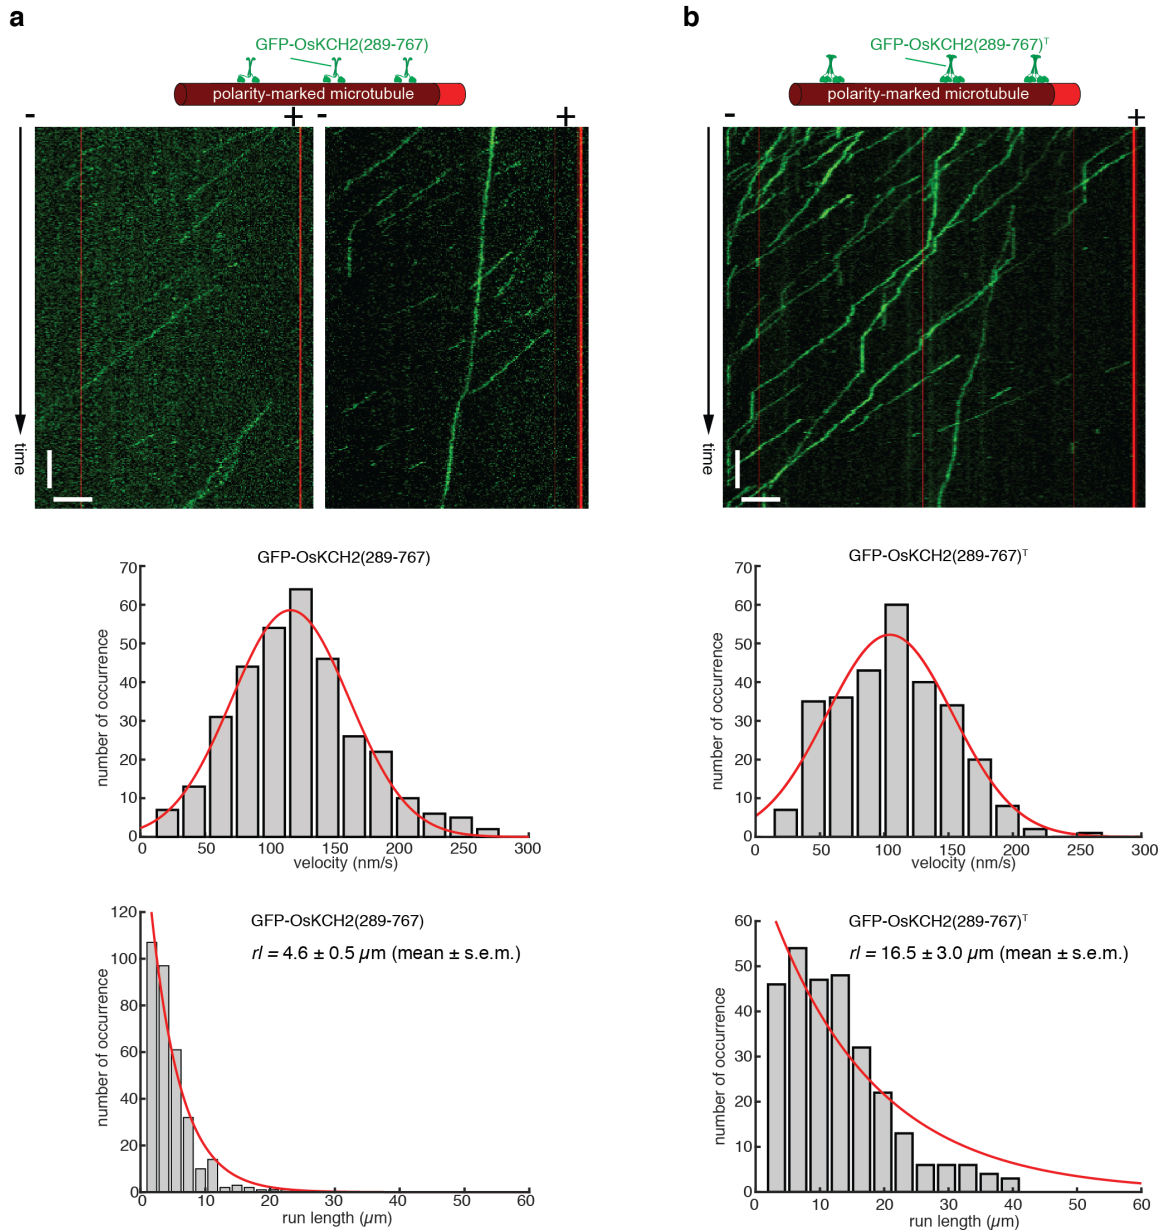 a
GFP-OsKCH2(289-767)
polarity-marked microtubule
- + - +
time
GFP-OsKCH2(289-767)
number of occurrence
70
60
50
40
30
20
10
0
0 50 100 150 200 250 300
velocity (nm/s)
GFP-OsKCH2(289-767)
rl = 4.6 ± 0.5 µm (mean ± s.e.m.)
number of occurrence
120
100
80
60
40
20
0
0 10 20 30 40 50 60
run length (µm)
b
GFP-OsKCH2(289-767)ᵀ
polarity-marked microtubule
- +
time
GFP-OsKCH2(289-767)ᵀ
number of occurrence
70
60
50
40
30
20
10
0
0 50 100 150 200 250 300
velocity (nm/s)
GFP-OsKCH2(289-767)ᵀ
rl = 16.5 ± 3.0 µm (mean ± s.e.m.)
number of occurrence
60
50
40
30
20
10
0
0 10 20 30 40 50 60
run length (µm)